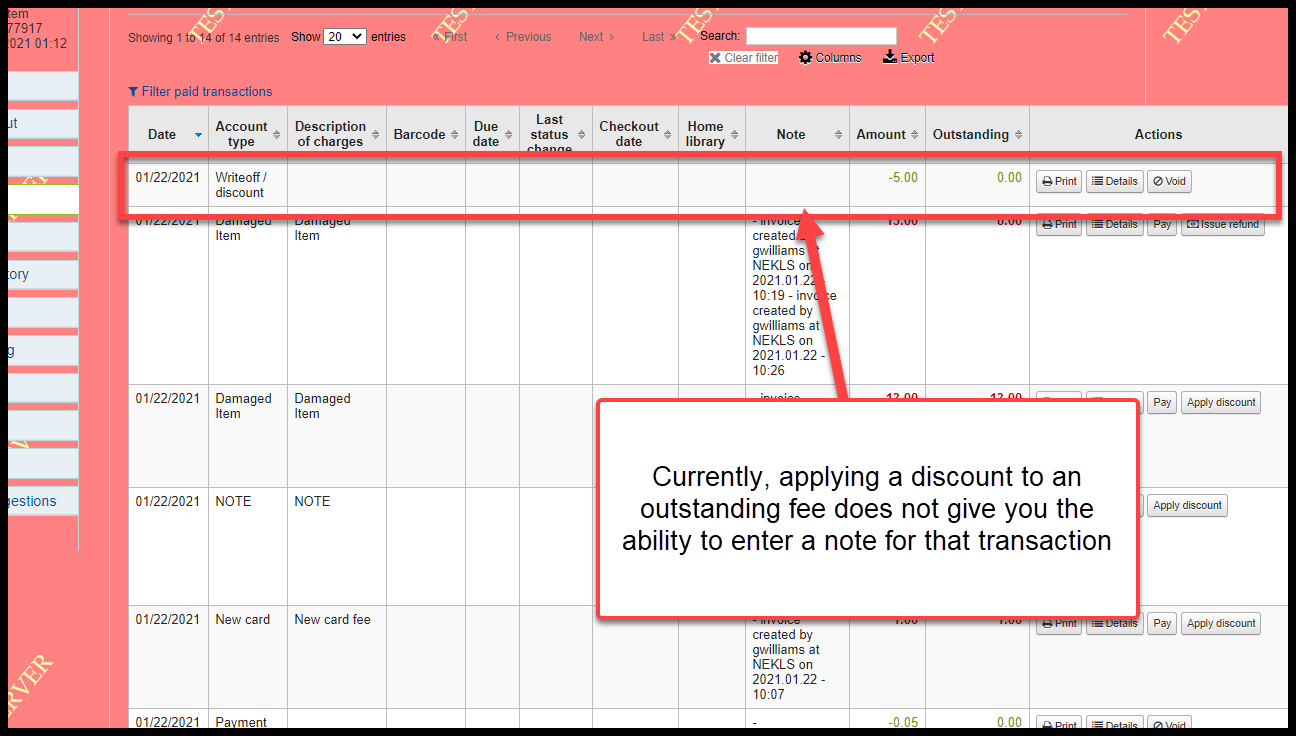 tem
77917
2021 01:12
ut
tory
g
gestions
TES
TES
TES
TES
TES
Showing 1 to 14 of 14 entries Show 20 entries « First ‹ Previous Next › Last » Search:
Clear filter Columns Export
Filter paid transactions
Date Account type Description of charges Barcode Due date Last status change Checkout date Home library Note Amount Outstanding Actions
01/22/2021 Writeoff / -5.00 0.00 Print Details Void
discount
01/22/2021 Damaged Damaged - invoice 13.00 8.00 Print Details Pay Issue refund
Item Item created
gwilliams at
NEKLS on
2021.01.22 -
10:19 - invoice
created by
gwilliams at
NEKLS on
2021.01.22 -
10:26
01/22/2021 Damaged Damaged - invoice 12.00 12.00 Pay Apply discount
Item Item
Currently, applying a discount to an
outstanding fee does not give you the
ability to enter a note for that transaction
01/22/2021 NOTE NOTE Apply discount
01/22/2021 New card New card fee - invoice 1.00 1.00 Print Details Pay Apply discount
created by
gwilliams at
NEKLS on
2021.01.22 -
10:07
01/22/2021 Payment - -0.05 0.00 Print Details Void
RVER